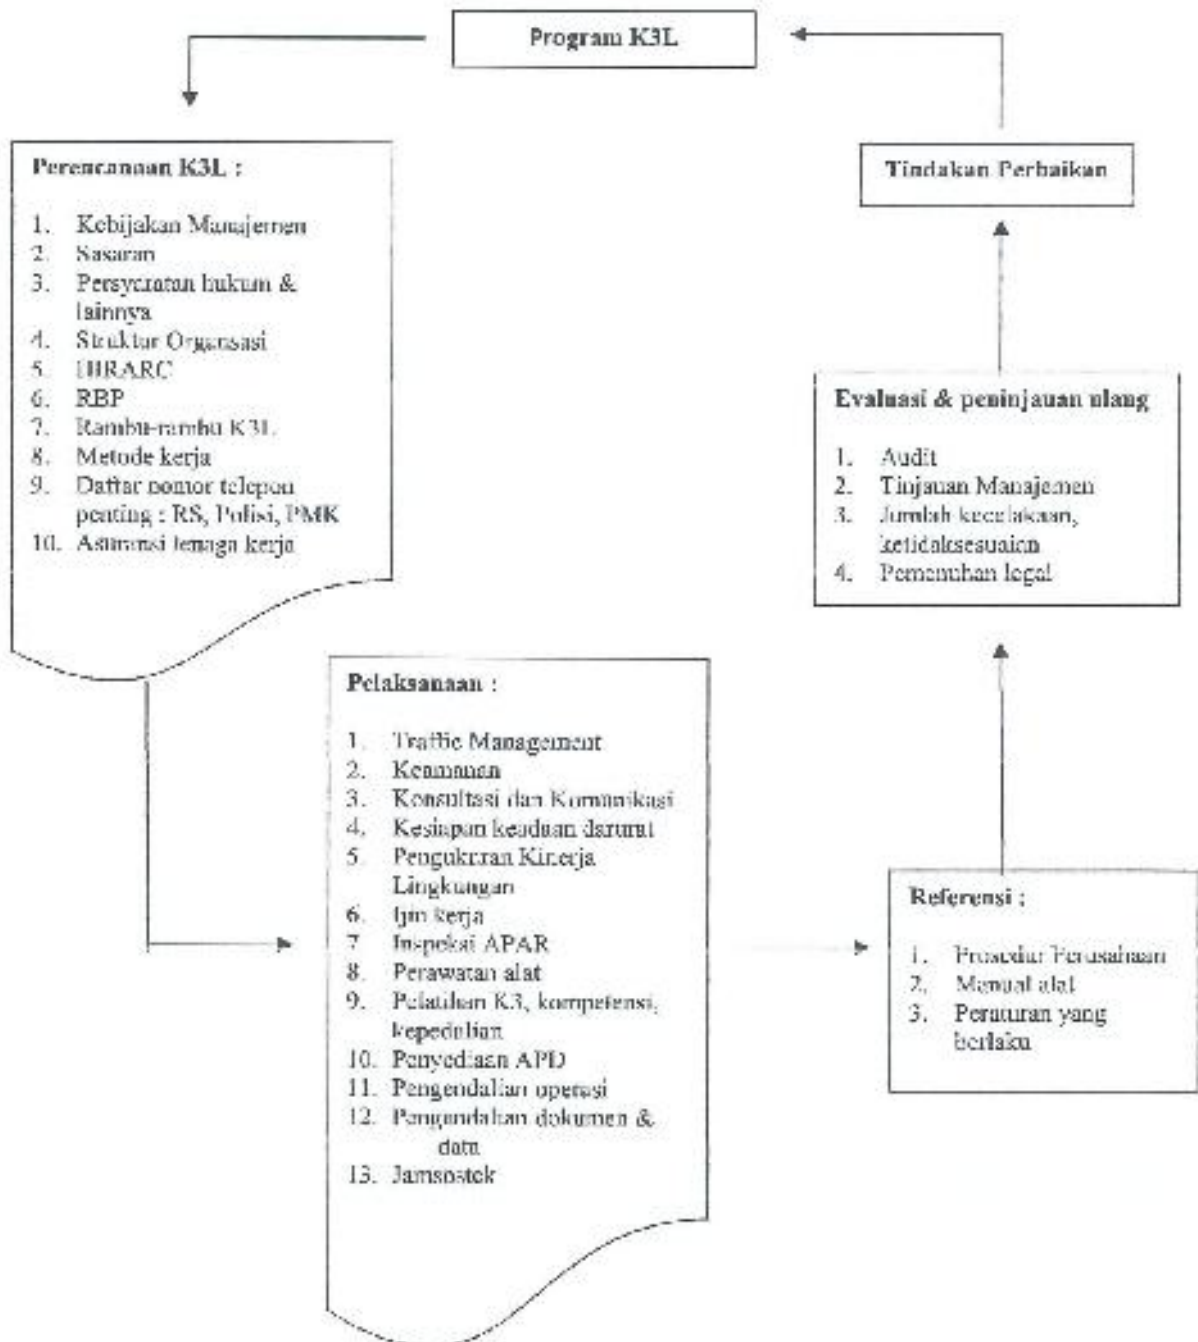 Program K3L
Perencanaan K3L :
1. Kebijakan Manajemen
2. Sasaran
3. Persyaratan hukum &
lainnya
4. Struktur Organsasi
5. HIRARC
6. RBP
7. Rambu-rambu K3L
8. Metode kerja
9. Daftar nomor telepon
penting : RS, Polisi, PMK
10. Asuransi tenaga kerja
Pelaksanaan :
1. Traffic Management
2. Keamanan
3. Konsultasi dan Komunikasi
4. Kesiapan keadaan darurat
5. Pengukuran Kinerja
Lingkungan
6. Ijin kerja
7. Inspeksi APAR
8. Perawatan alat
9. Pelatihan K3, kompetensi,
kepedulian
10. Penyediaan APD
11. Pengendalian operasi
12. Pengendalian dokumen &
data
13. Jamsostek
Referensi :
1. Prosedur Perusahaan
2. Manual alat
3. Peraturan yang
berlaku
Evaluasi & peninjauan ulang
1. Audit
2. Tinjauan Manajemen
3. Jumlah kecelakaan,
ketidaksesuaian
4. Pemenuhan legal
Tindakan Perbaikan